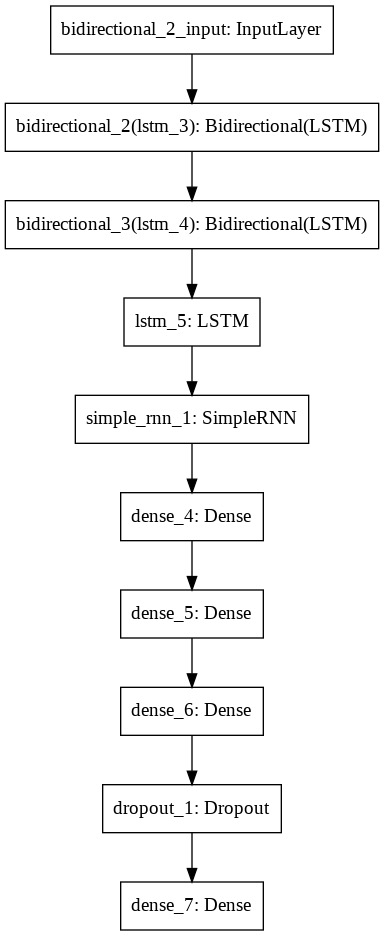 bidirectional_2_input: InputLayer
bidirectional_2(lstm_3): Bidirectional(LSTM)
bidirectional_3(lstm_4): Bidirectional(LSTM)
lstm_5: LSTM
simple_rnn_1: SimpleRNN
dense_4: Dense
dense_5: Dense
dense_6: Dense
dropout_1: Dropout
dense_7: Dense